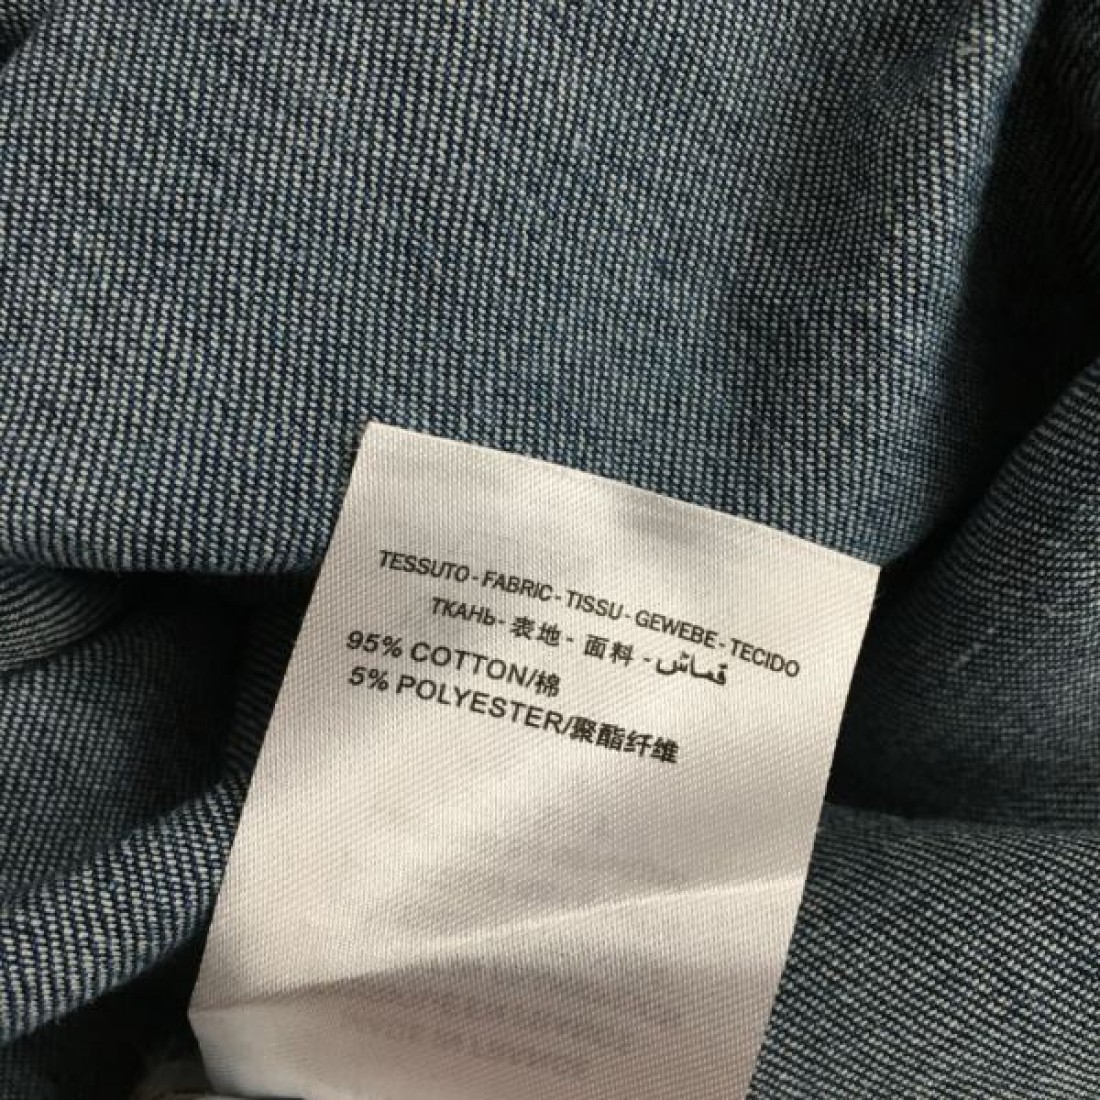 TESSUTO - FABRIC - TISSU - GEWEBE - TECIDO
ТКАНЬ - 表地 - 面料 - قماش
95% COTTON/棉
5% POLYESTER/聚酯纤维